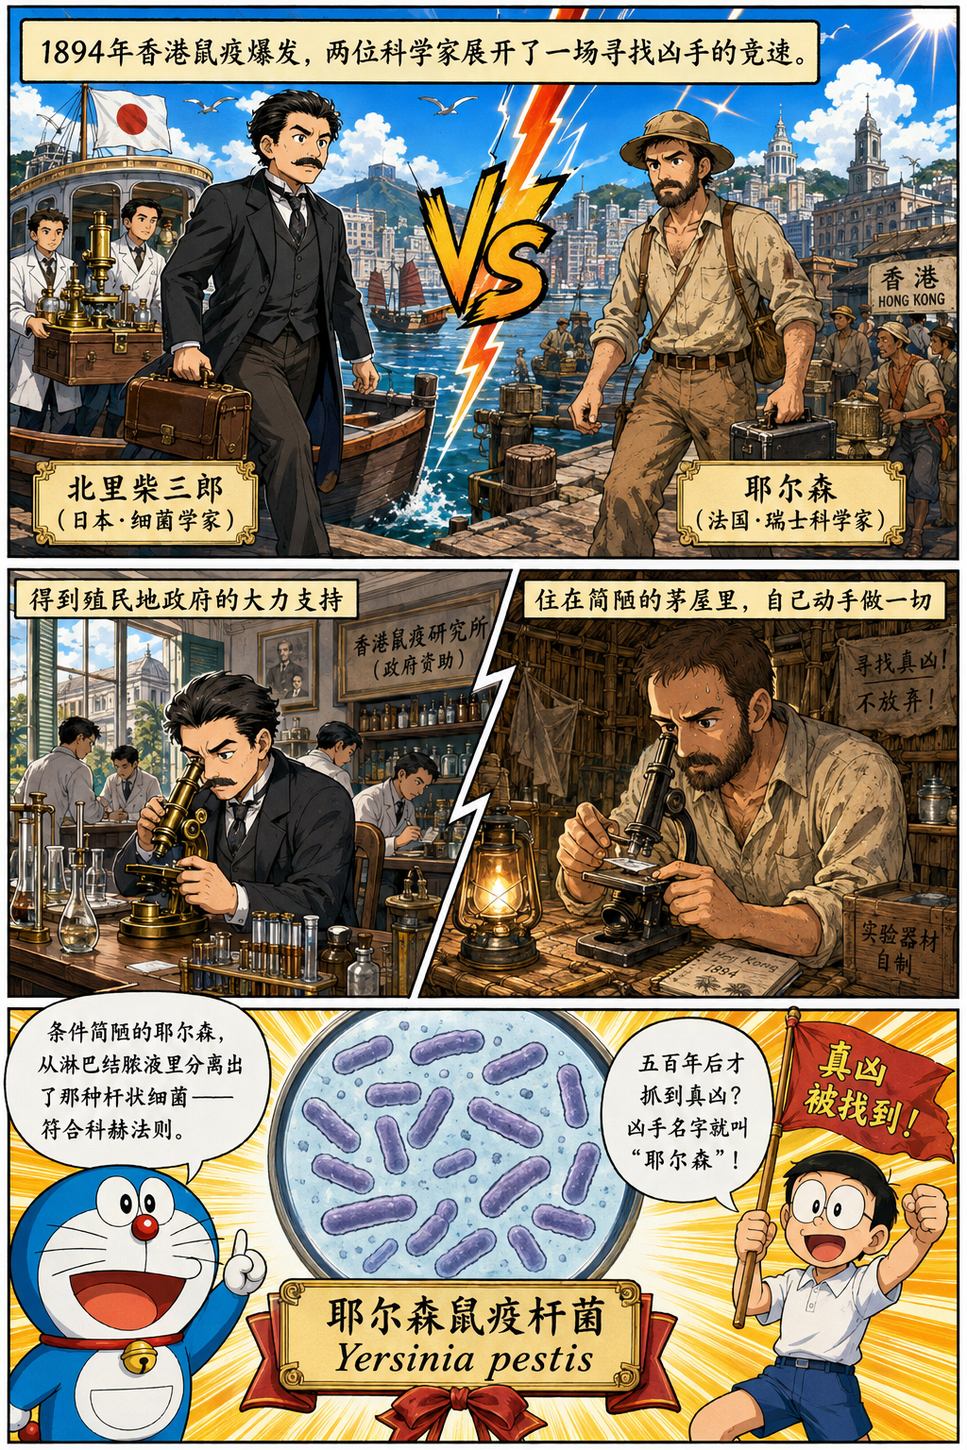 1894年香港鼠疫爆发，两位科学家展开了一场寻找凶手的竞速。
VS
香港
HONG KONG
北里柴三郎
（日本·细菌学家）
耶尔森
（法国·瑞士科学家）
得到殖民地政府的大力支持
香港鼠疫研究所
（政府资助）
住在简陋的茅屋里，自己动手做一切
寻找真凶！
不放弃！
Hong Kong
1894
实验器材
自制
条件简陋的耶尔森，
从淋巴结脓液里分离出
了那种杆状细菌——
符合科赫法则。
五百年后才
抓到真凶？
凶手名字就叫
“耶尔森”！
真凶
被找到！
耶尔森鼠疫杆菌
Yersinia pestis